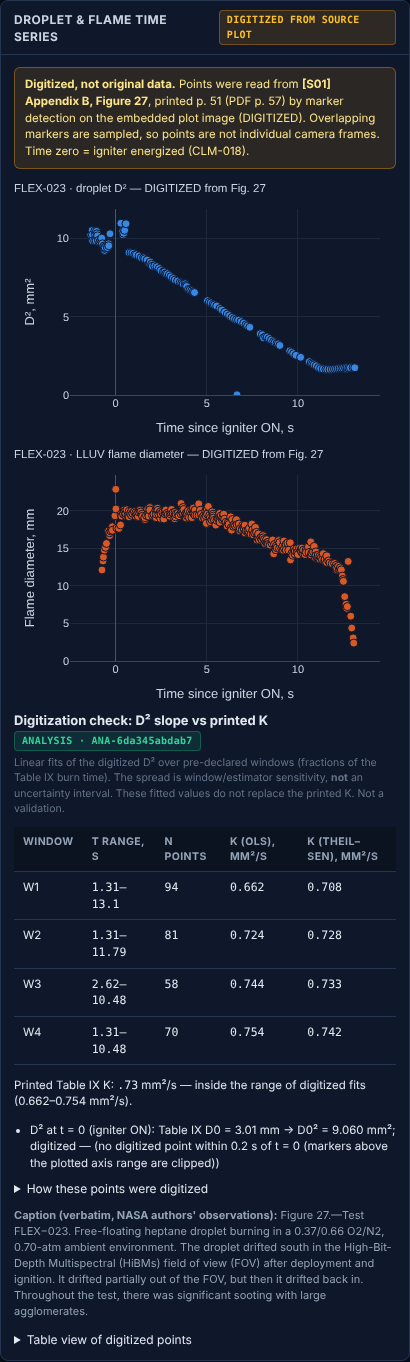 DROPLET & FLAME TIME
SERIES
DIGITIZED FROM SOURCE
PLOT
Digitized, not original data. Points were read from [S01]
Appendix B, Figure 27, printed p. 51 (PDF p. 57) by marker
detection on the embedded plot image (DIGITIZED). Overlapping
markers are sampled, so points are not individual camera frames.
Time zero = igniter energized (CLM-018).
FLEX-023 · droplet D² — DIGITIZED from Fig. 27
10
5
0
D², mm²
0 5 10
Time since igniter ON, s
FLEX-023 · LLUV flame diameter — DIGITIZED from Fig. 27
20
15
10
5
0
Flame diameter, mm
0 5 10
Time since igniter ON, s
Digitization check: D² slope vs printed K
ANALYSIS · ANA-6da345abdab7
Linear fits of the digitized D² over pre-declared windows (fractions of the
Table IX burn time). The spread is window/estimator sensitivity, not an
uncertainty interval. These fitted values do not replace the printed K. Not a
validation.
WINDOW T RANGE, N K (OLS), K (THEIL–
S POINTS MM²/S SEN), MM²/S
W1 1.31– 94 0.662 0.708
13.1
W2 1.31– 81 0.724 0.728
11.79
W3 2.62– 58 0.744 0.733
10.48
W4 1.31– 70 0.754 0.742
10.48
Printed Table IX K: .73 mm²/s — inside the range of digitized fits
(0.662–0.754 mm²/s).
• D² at t = 0 (igniter ON): Table IX D0 = 3.01 mm → D0² = 9.060 mm²;
digitized — (no digitized point within 0.2 s of t = 0 (markers above
the plotted axis range are clipped))
▶ How these points were digitized
Caption (verbatim, NASA authors' observations): Figure 27.—Test
FLEX−023. Free-floating heptane droplet burning in a 0.37/0.66 O2/N2,
0.70-atm ambient environment. The droplet drifted south in the High-Bit-
Depth Multispectral (HiBMs) field of view (FOV) after deployment and
ignition. It drifted partially out of the FOV, but then it drifted back in.
Throughout the test, there was significant sooting with large
agglomerates.
▶ Table view of digitized points